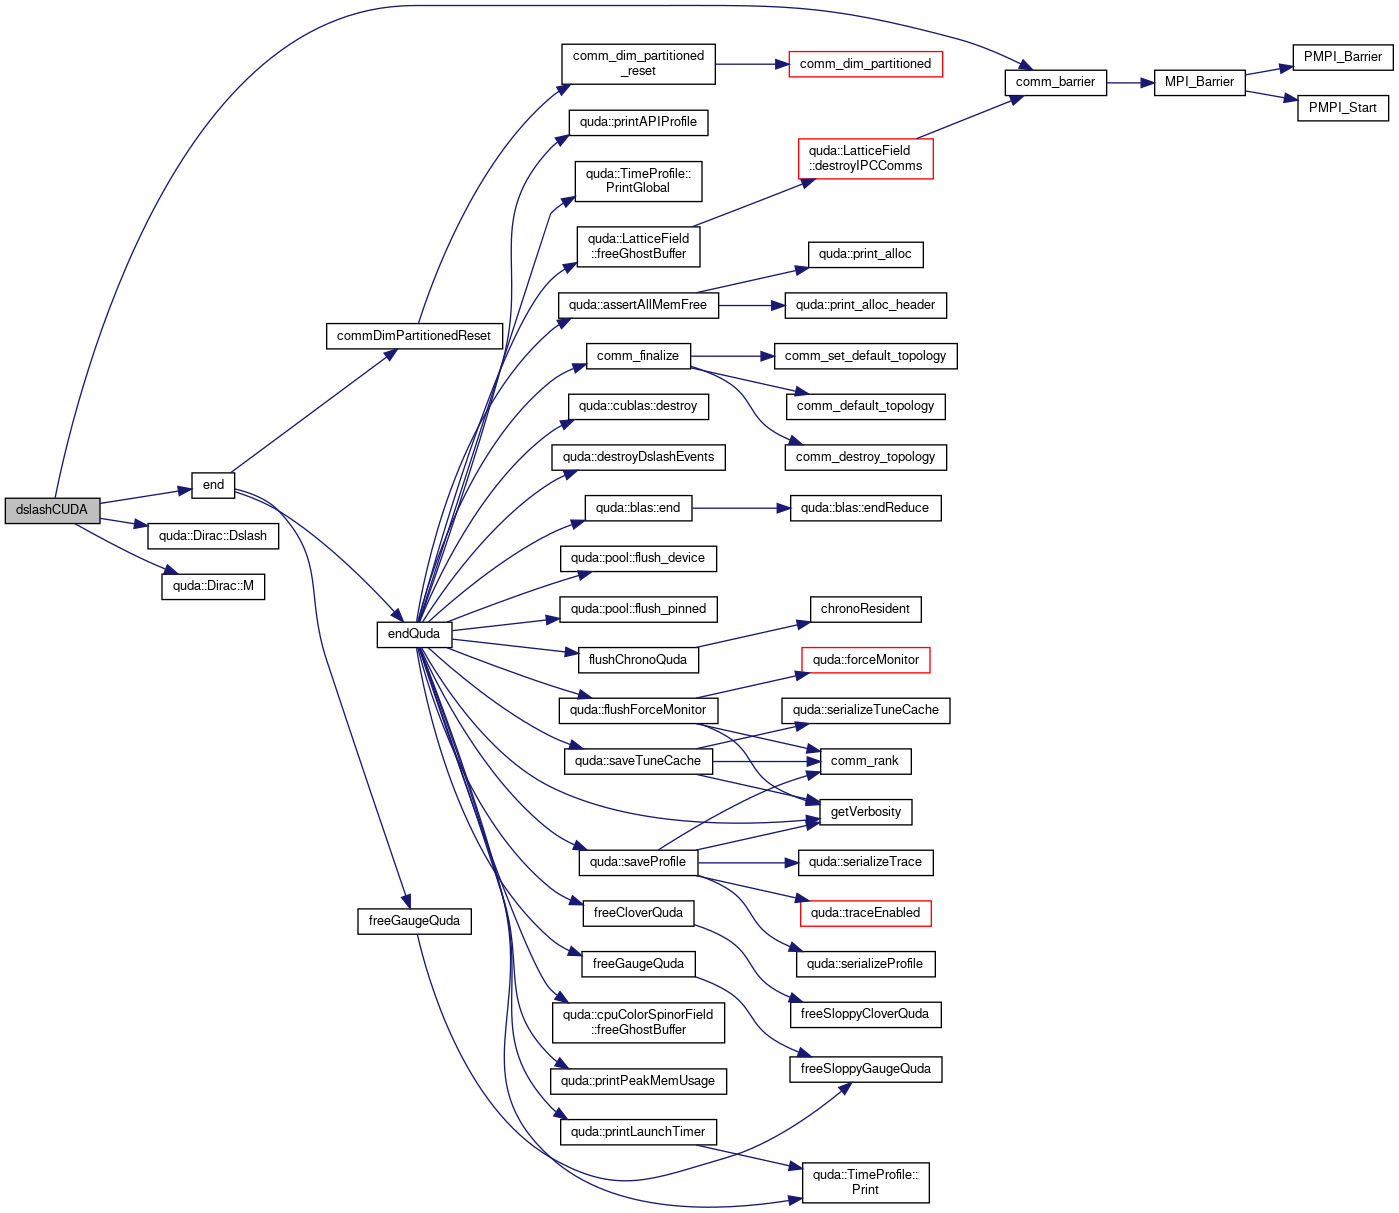 dslashCUDA
end
quda::Dirac::Dslash
quda::Dirac::M
commDimPartitionedReset
endQuda
freeGaugeQuda
comm_dim_partitioned
_reset
quda::printAPIProfile
quda::TimeProfile::
PrintGlobal
quda::LatticeField
::freeGhostBuffer
quda::assertAllMemFree
comm_finalize
quda::cublas::destroy
quda::destroyDslashEvents
quda::blas::end
quda::pool::flush_device
quda::pool::flush_pinned
flushChronoQuda
quda::flushForceMonitor
quda::saveTuneCache
quda::saveProfile
freeCloverQuda
freeGaugeQuda
quda::cpuColorSpinorField
::freeGhostBuffer
quda::printPeakMemUsage
quda::printLaunchTimer
comm_dim_partitioned
quda::LatticeField
::destroyIPCComms
quda::print_alloc
quda::print_alloc_header
comm_set_default_topology
comm_default_topology
comm_destroy_topology
quda::blas::endReduce
chronoResident
quda::forceMonitor
quda::serializeTuneCache
comm_rank
getVerbosity
quda::serializeTrace
quda::traceEnabled
quda::serializeProfile
freeSloppyCloverQuda
freeSloppyGaugeQuda
quda::TimeProfile::
Print
comm_barrier
MPI_Barrier
PMPI_Barrier
PMPI_Start